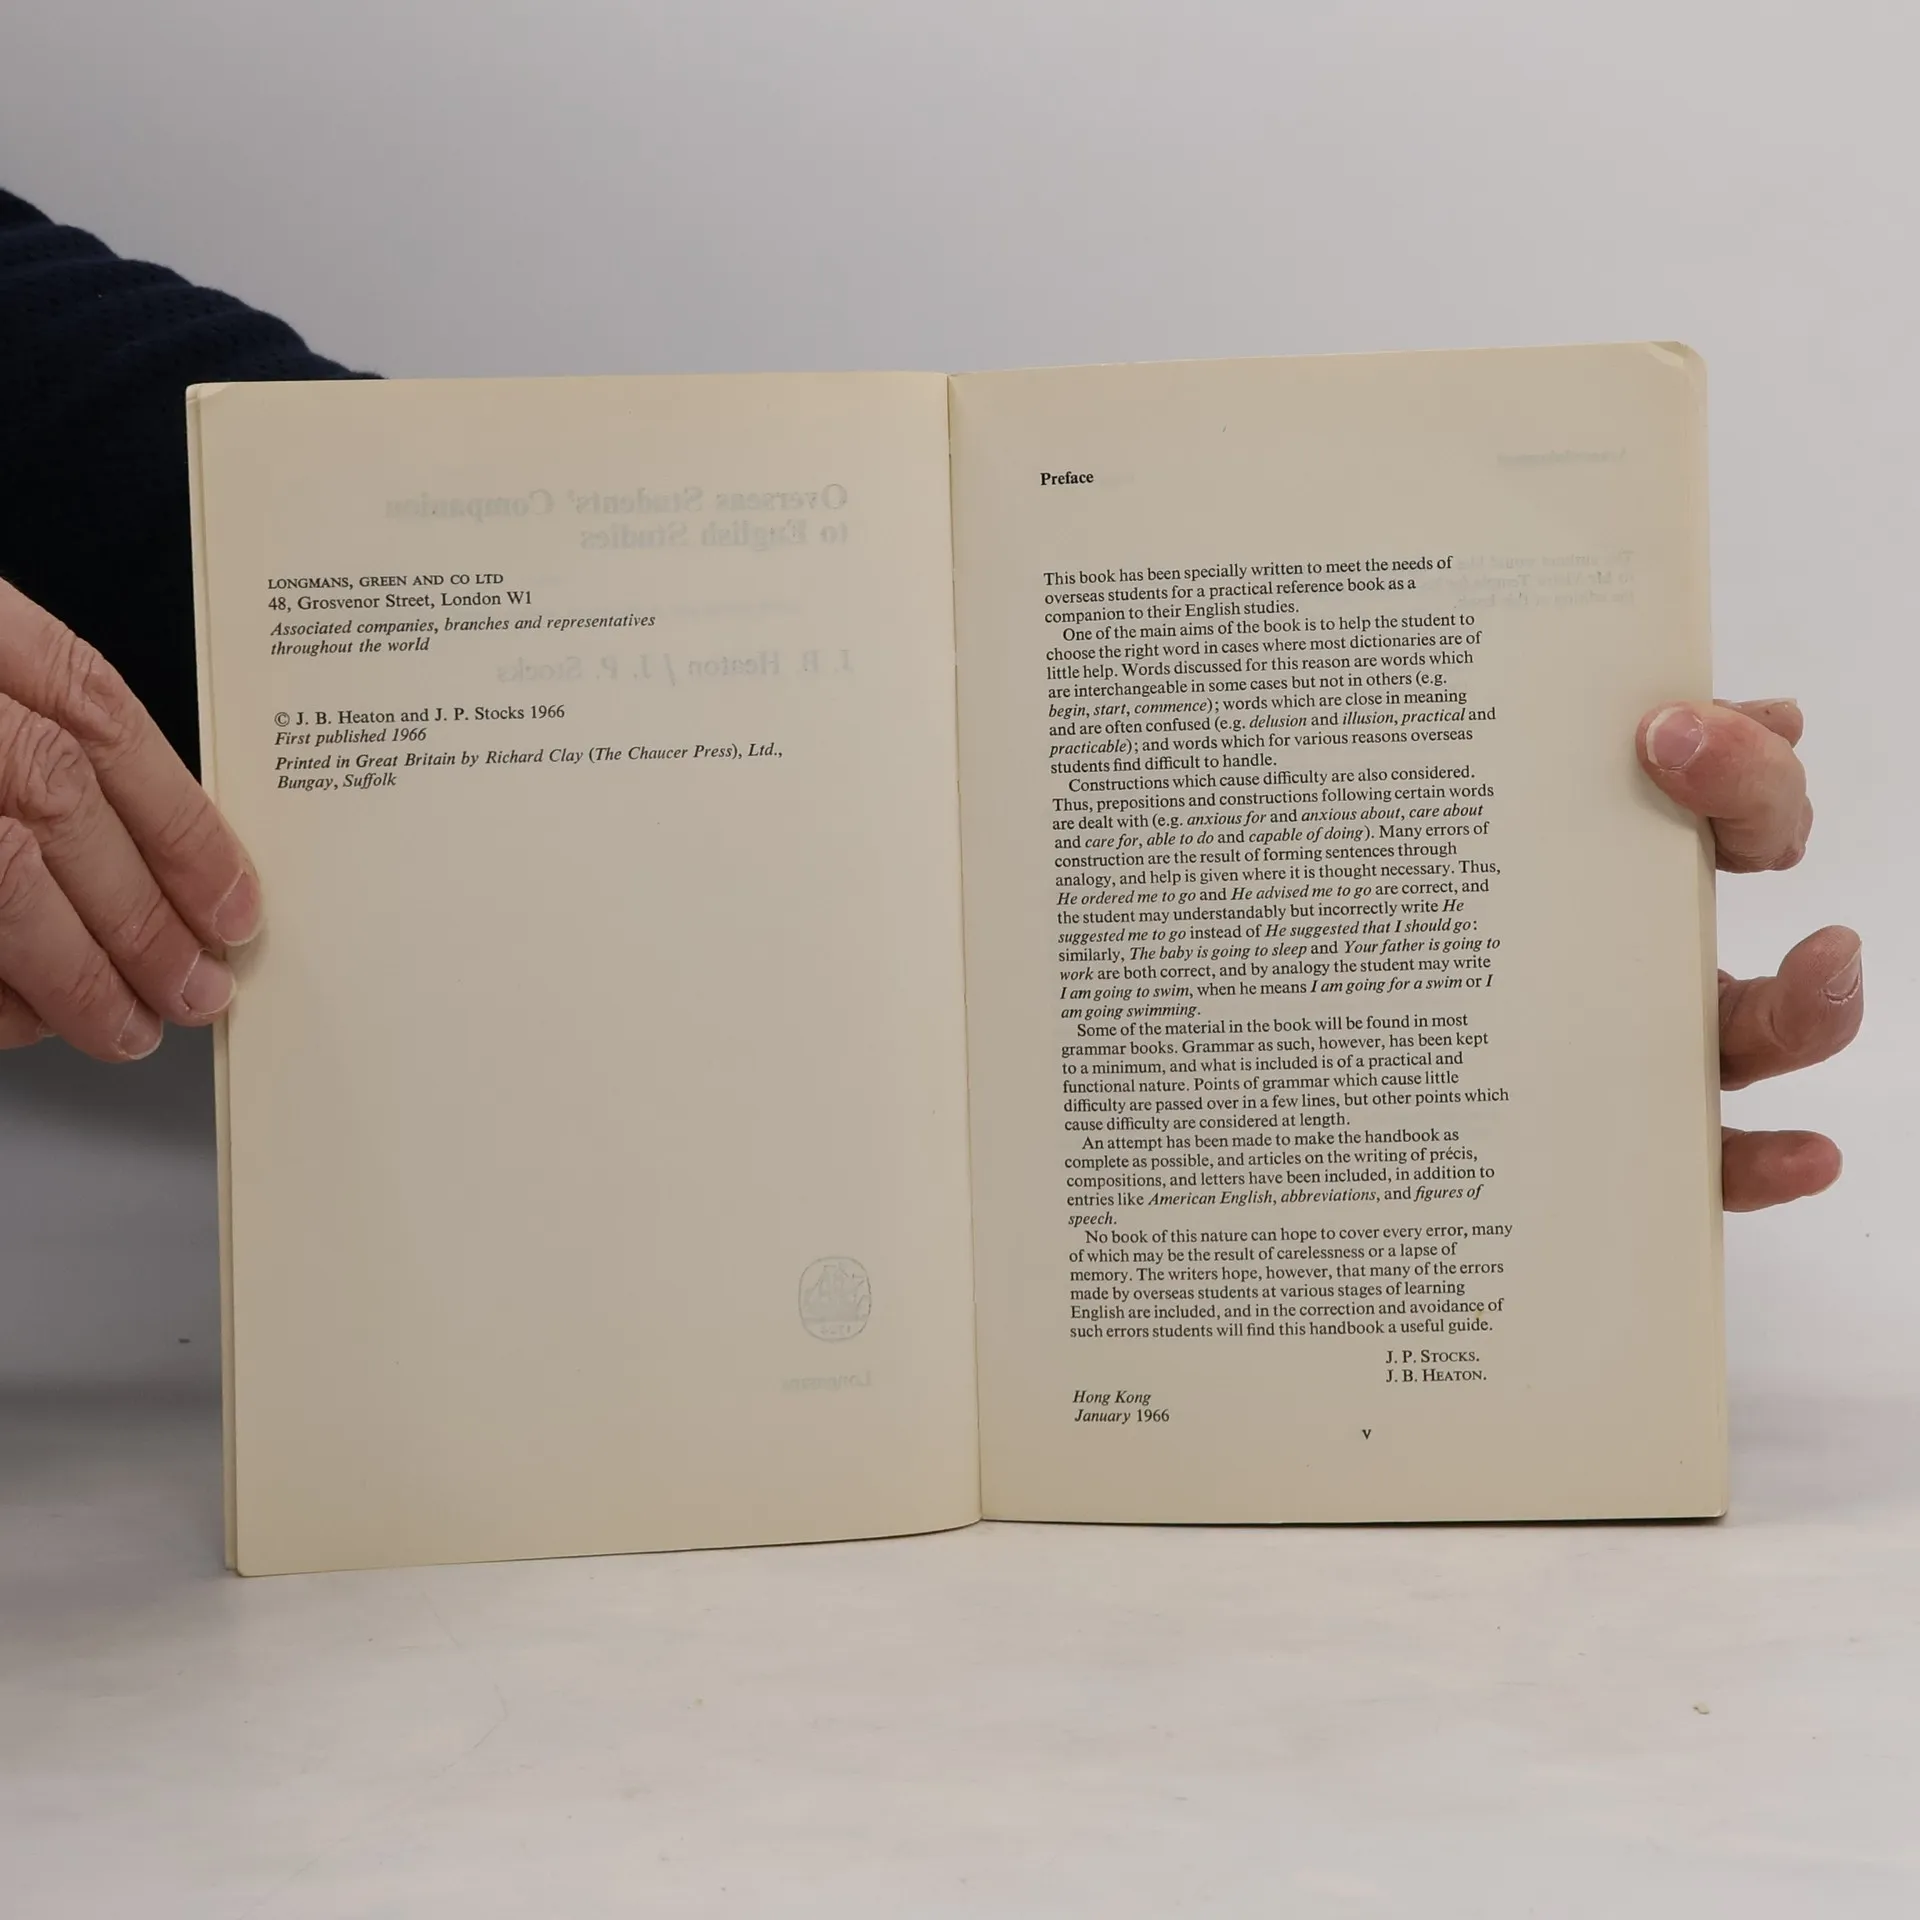 Overseas Students' Companion
to English Studies
J. B. Heaton / J. P. Stocks
LONGMANS, GREEN AND CO LTD
48, Grosvenor Street, London W1
Associated companies, branches and representatives
throughout the world
© J. B. Heaton and J. P. Stocks 1966
First published 1966
Printed in Great Britain by Richard Clay (The Chaucer Press), Ltd.,
Bungay, Suffolk
Longmans
Preface
This book has been specially written to meet the needs of
overseas students for a practical reference book as a
companion to their English studies.
One of the main aims of the book is to help the student to
choose the right word in cases where most dictionaries are of
little help. Words discussed for this reason are words which
are interchangeable in some cases but not in others (e.g.
begin, start, commence); words which are close in meaning
and are often confused (e.g. delusion and illusion, practical and
practicable); and words which for various reasons overseas
students find difficult to handle.
Constructions which cause difficulty are also considered.
Thus, prepositions and constructions following certain words
are dealt with (e.g. anxious for and anxious about, care about
and care for, able to do and capable of doing). Many errors of
construction are the result of forming sentences through
analogy, and help is given where it is thought necessary. Thus,
He ordered me to go and He advised me to go are correct, and
the student may understandably but incorrectly write He
suggested me to go instead of He suggested that I should go:
similarly, The baby is going to sleep and Your father is going to
work are both correct, and by analogy the student may write
I am going to swim, when he means I am going for a swim or I
am going swimming.
Some of the material in the book will be found in most
grammar books. Grammar as such, however, has been kept
to a minimum, and what is included is of a practical and
functional nature. Points of grammar which cause little
difficulty are passed over in a few lines, but other points which
cause difficulty are considered at length.
An attempt has been made to make the handbook as
complete as possible, and articles on the writing of précis,
compositions, and letters have been included, in addition to
entries like American English, abbreviations, and figures of
speech.
No book of this nature can hope to cover every error, many
of which may be the result of carelessness or a lapse of
memory. The writers hope, however, that many of the errors
made by overseas students at various stages of learning
English are included, and in the correction and avoidance of
such errors students will find this handbook a useful guide.
J. P. STOCKS.
J. B. HEATON.
Hong Kong
January 1966
v